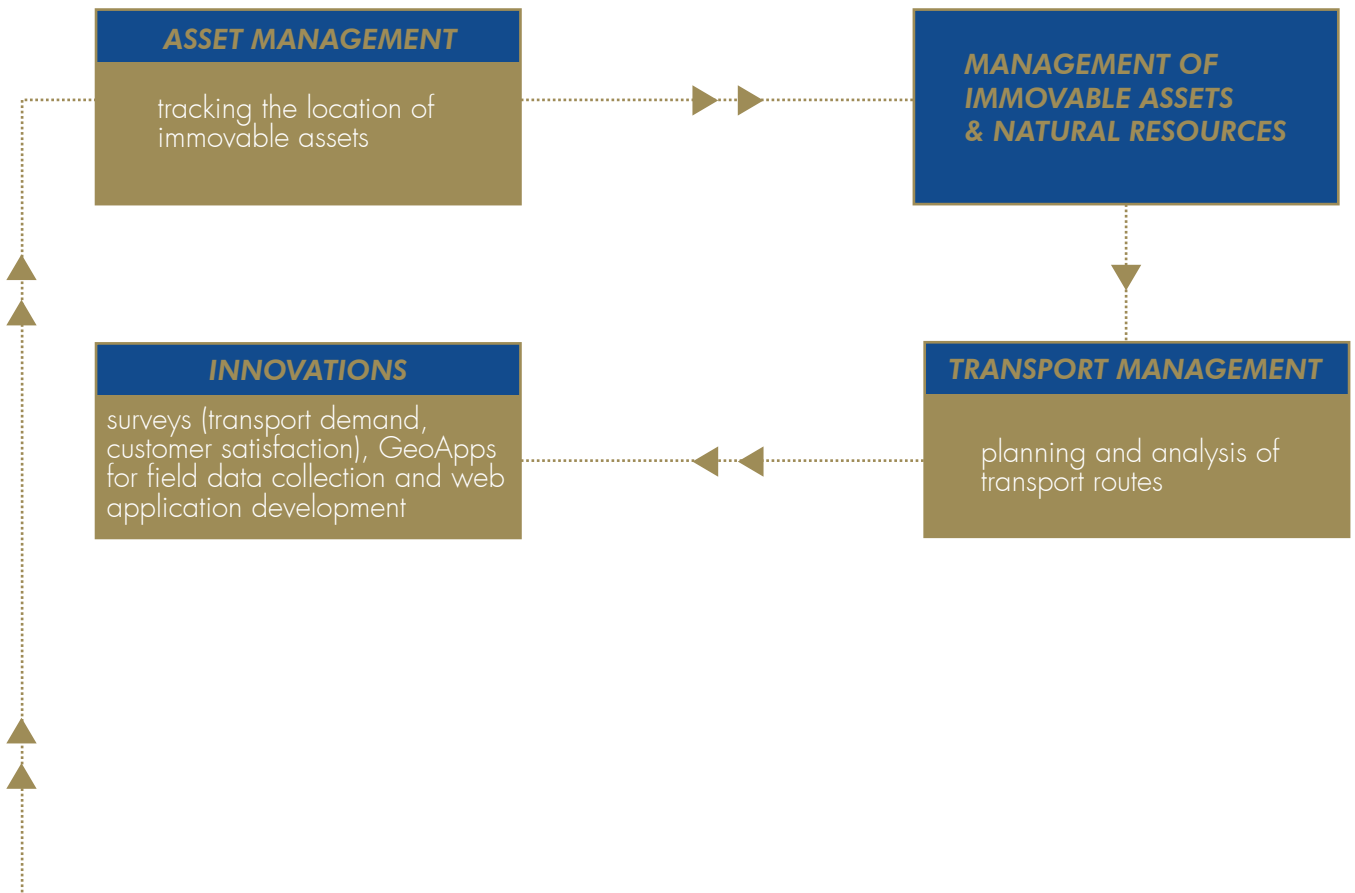 ASSET MANAGEMENT
tracking the location of
immovable assets
MANAGEMENT OF
IMMOVABLE ASSETS
& NATURAL RESOURCES
INNOVATIONS
surveys (transport demand,
customer satisfaction), GeoApps
for field data collection and web
application development
TRANSPORT MANAGEMENT
planning and analysis of
transport routes